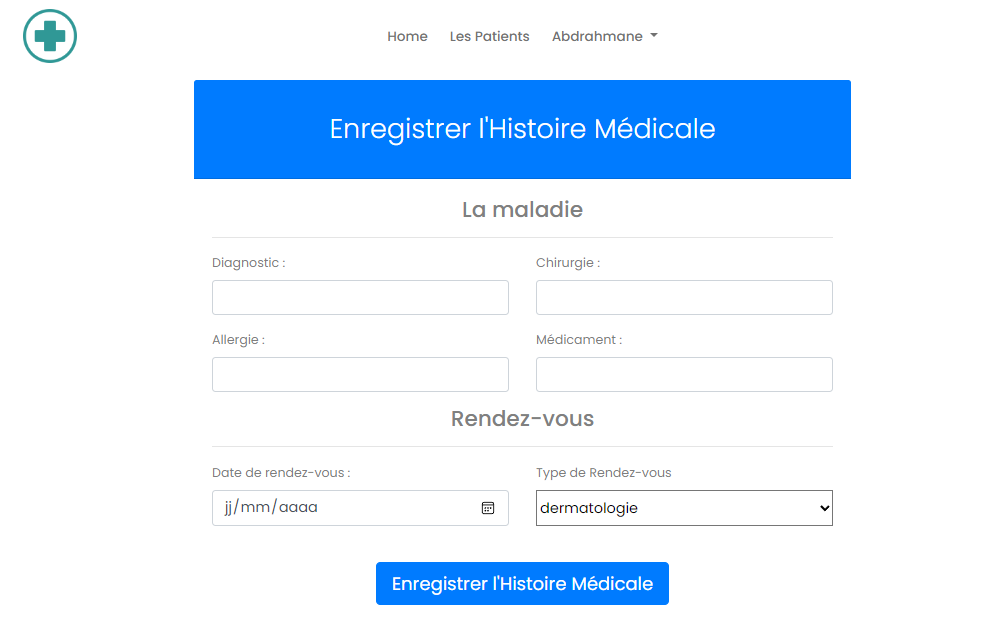 Home Les Patients Abdrahmane
Enregistrer l'Histoire Médicale
La maladie
Diagnostic : Chirurgie :
Allergie : Médicament :
Rendez-vous
Date de rendez-vous : Type de Rendez-vous
jj/mm/aaaa dermatologie
Enregistrer l'Histoire Médicale